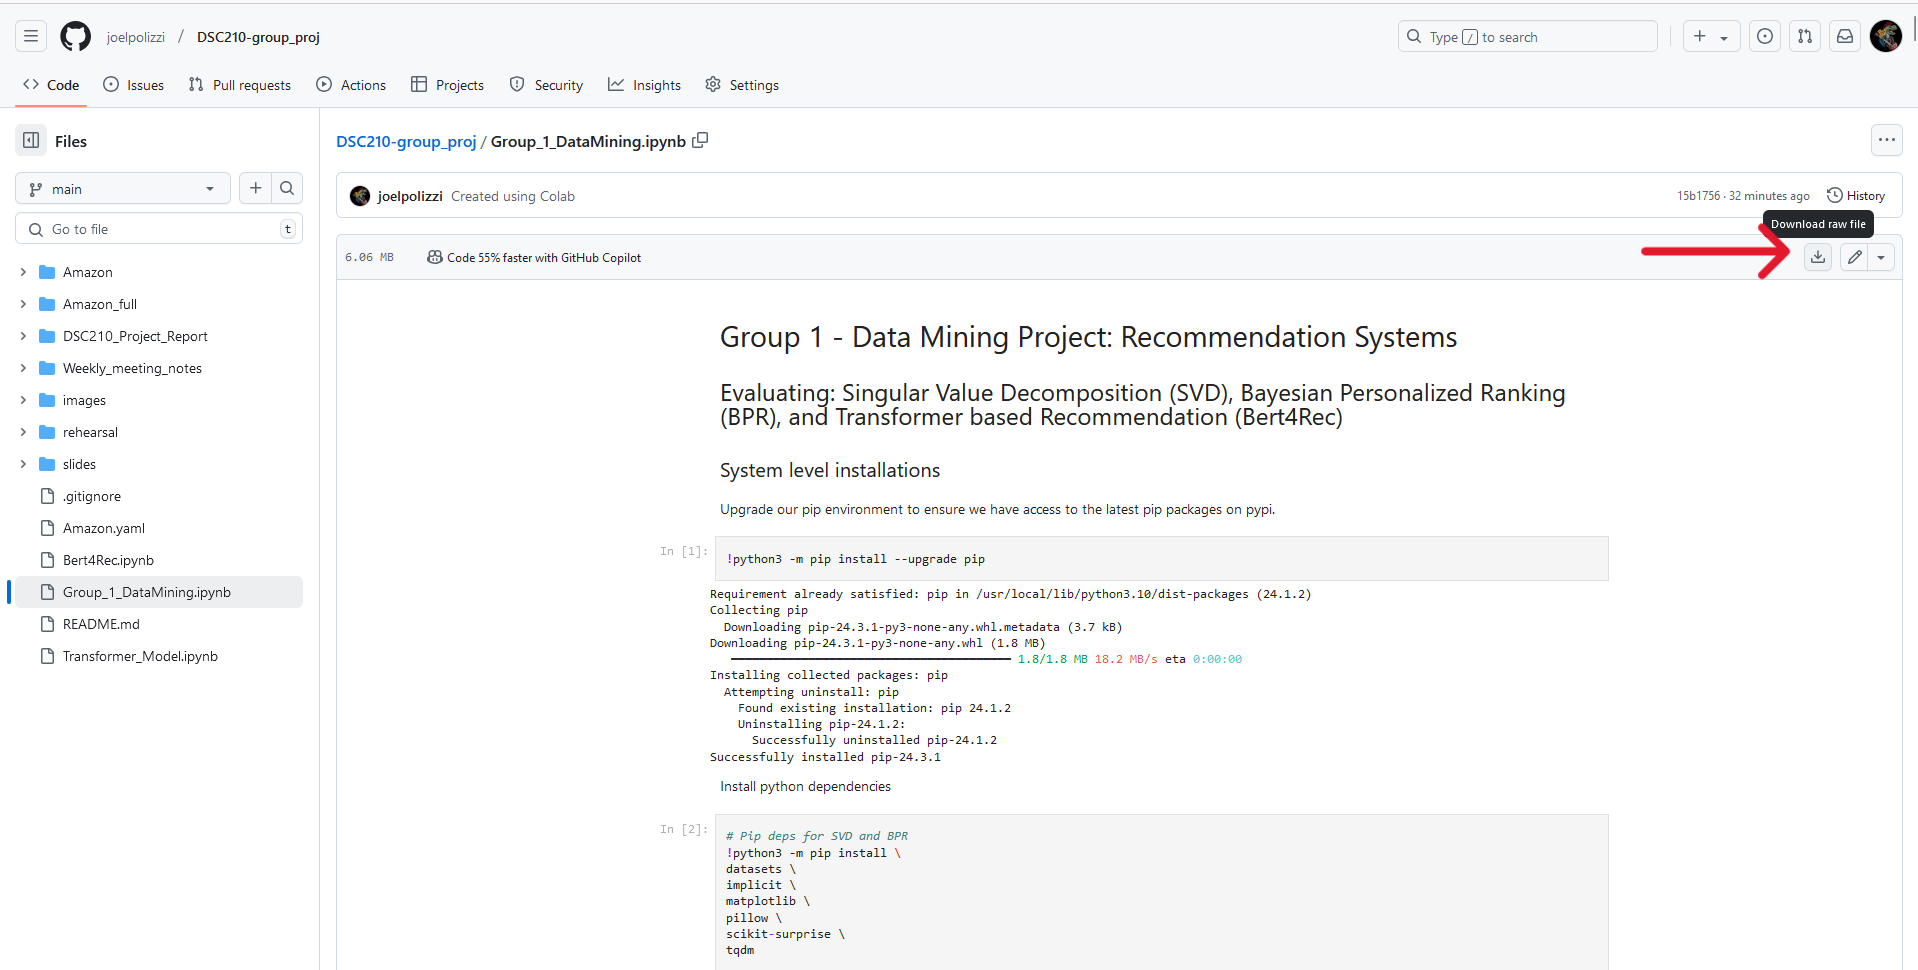 joelpolizzi / DSC210-group_proj
Type / to search
Code Issues Pull requests Actions Projects Security Insights Settings
Files
main
Go to file t
Amazon
Amazon_full
DSC210_Project_Report
Weekly_meeting_notes
images
rehearsal
slides
.gitignore
Amazon.yaml
Bert4Rec.ipynb
Group_1_DataMining.ipynb
README.md
Transformer_Model.ipynb
DSC210-group_proj / Group_1_DataMining.ipynb
joelpolizzi Created using Colab
15b1756 · 32 minutes ago History
Download raw file
6.06 MB Code 55% faster with GitHub Copilot
Group 1 - Data Mining Project: Recommendation Systems
Evaluating: Singular Value Decomposition (SVD), Bayesian Personalized Ranking
(BPR), and Transformer based Recommendation (Bert4Rec)
System level installations
Upgrade our pip environment to ensure we have access to the latest pip packages on pypi.
In [1]: !python3 -m pip install --upgrade pip
Requirement already satisfied: pip in /usr/local/lib/python3.10/dist-packages (24.1.2)
Collecting pip
Downloading pip-24.3.1-py3-none-any.whl.metadata (3.7 kB)
Downloading pip-24.3.1-py3-none-any.whl (1.8 MB)
1.8/1.8 MB 18.2 MB/s eta 0:00:00
Installing collected packages: pip
Attempting uninstall: pip
Found existing installation: pip 24.1.2
Uninstalling pip-24.1.2:
Successfully uninstalled pip-24.1.2
Successfully installed pip-24.3.1
Install python dependencies
In [2]: # Pip deps for SVD and BPR
!python3 -m pip install \
datasets \
implicit \
matplotlib \
pillow \
scikit-surprise \
tqdm